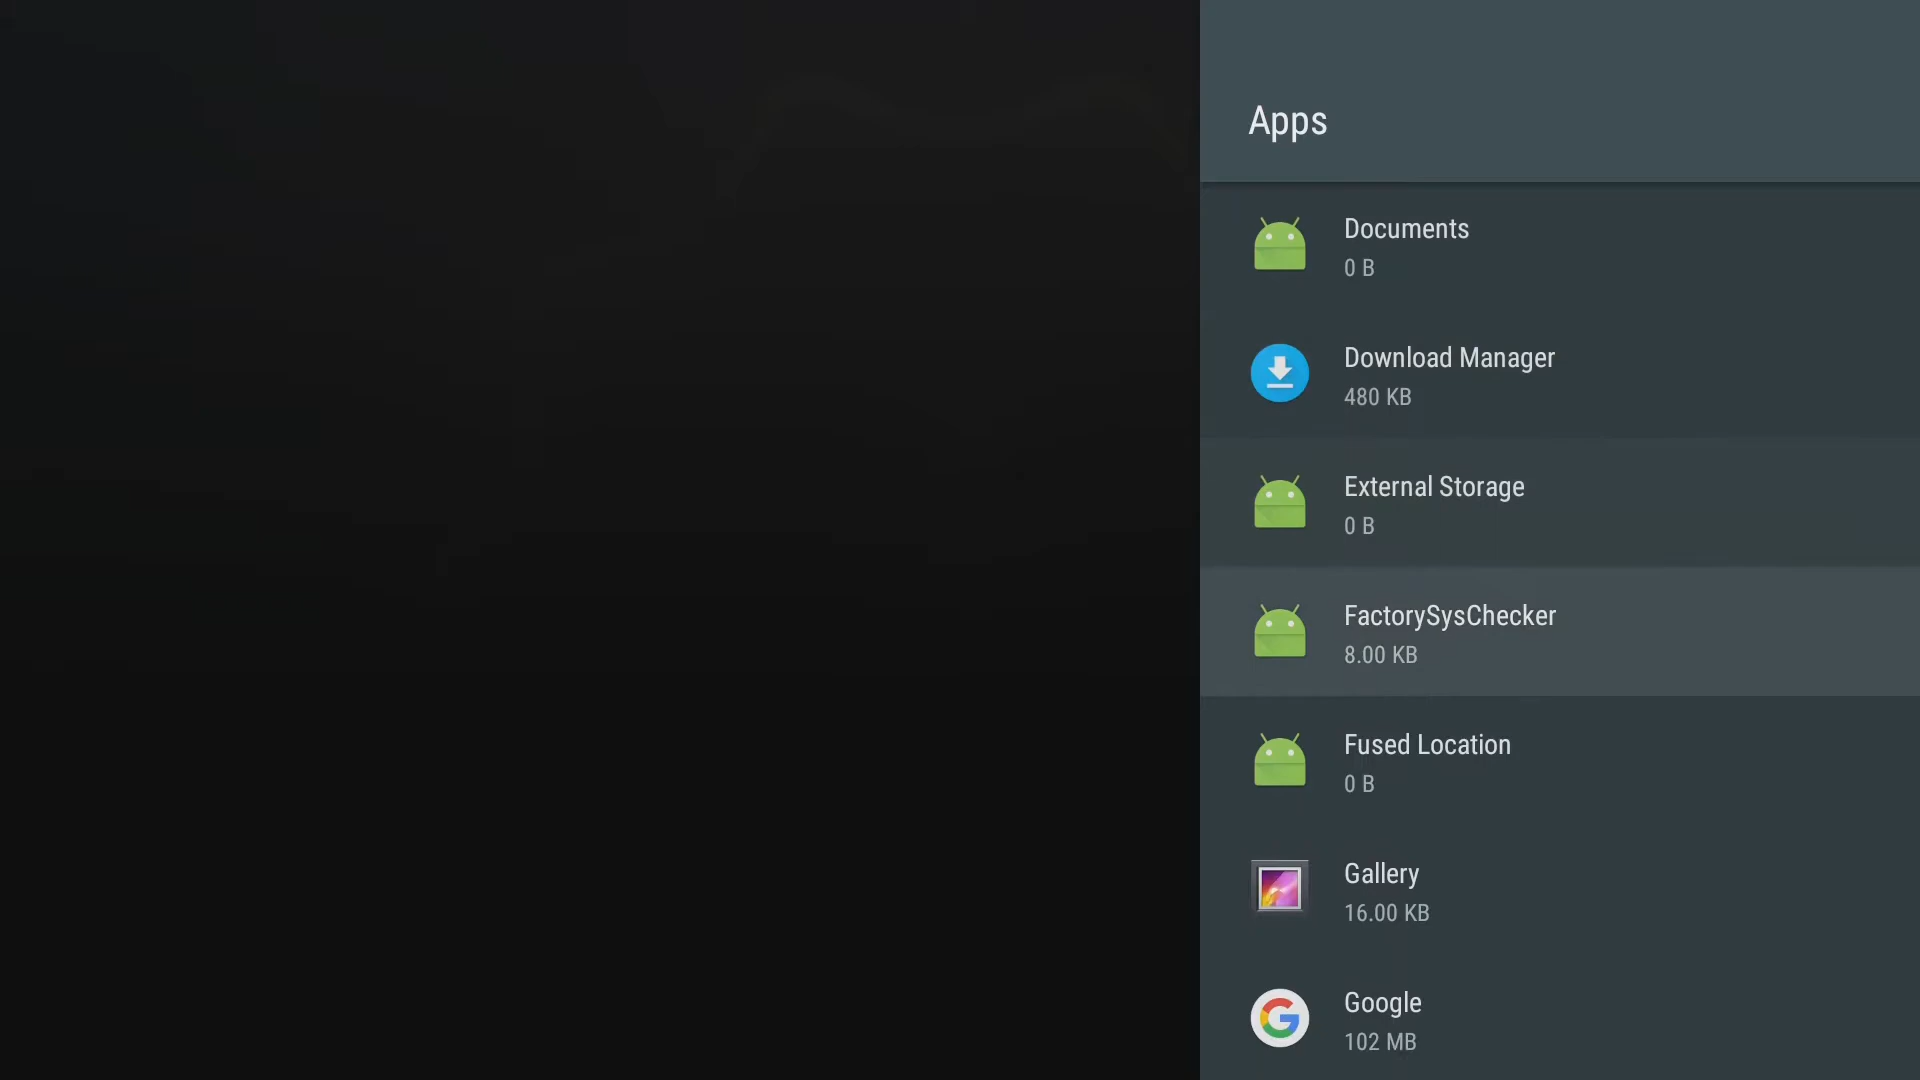 Apps
Documents
0 B
Download Manager
480 KB
External Storage
0 B
FactorySysChecker
8.00 KB
Fused Location
0 B
Gallery
16.00 KB
Google
102 MB